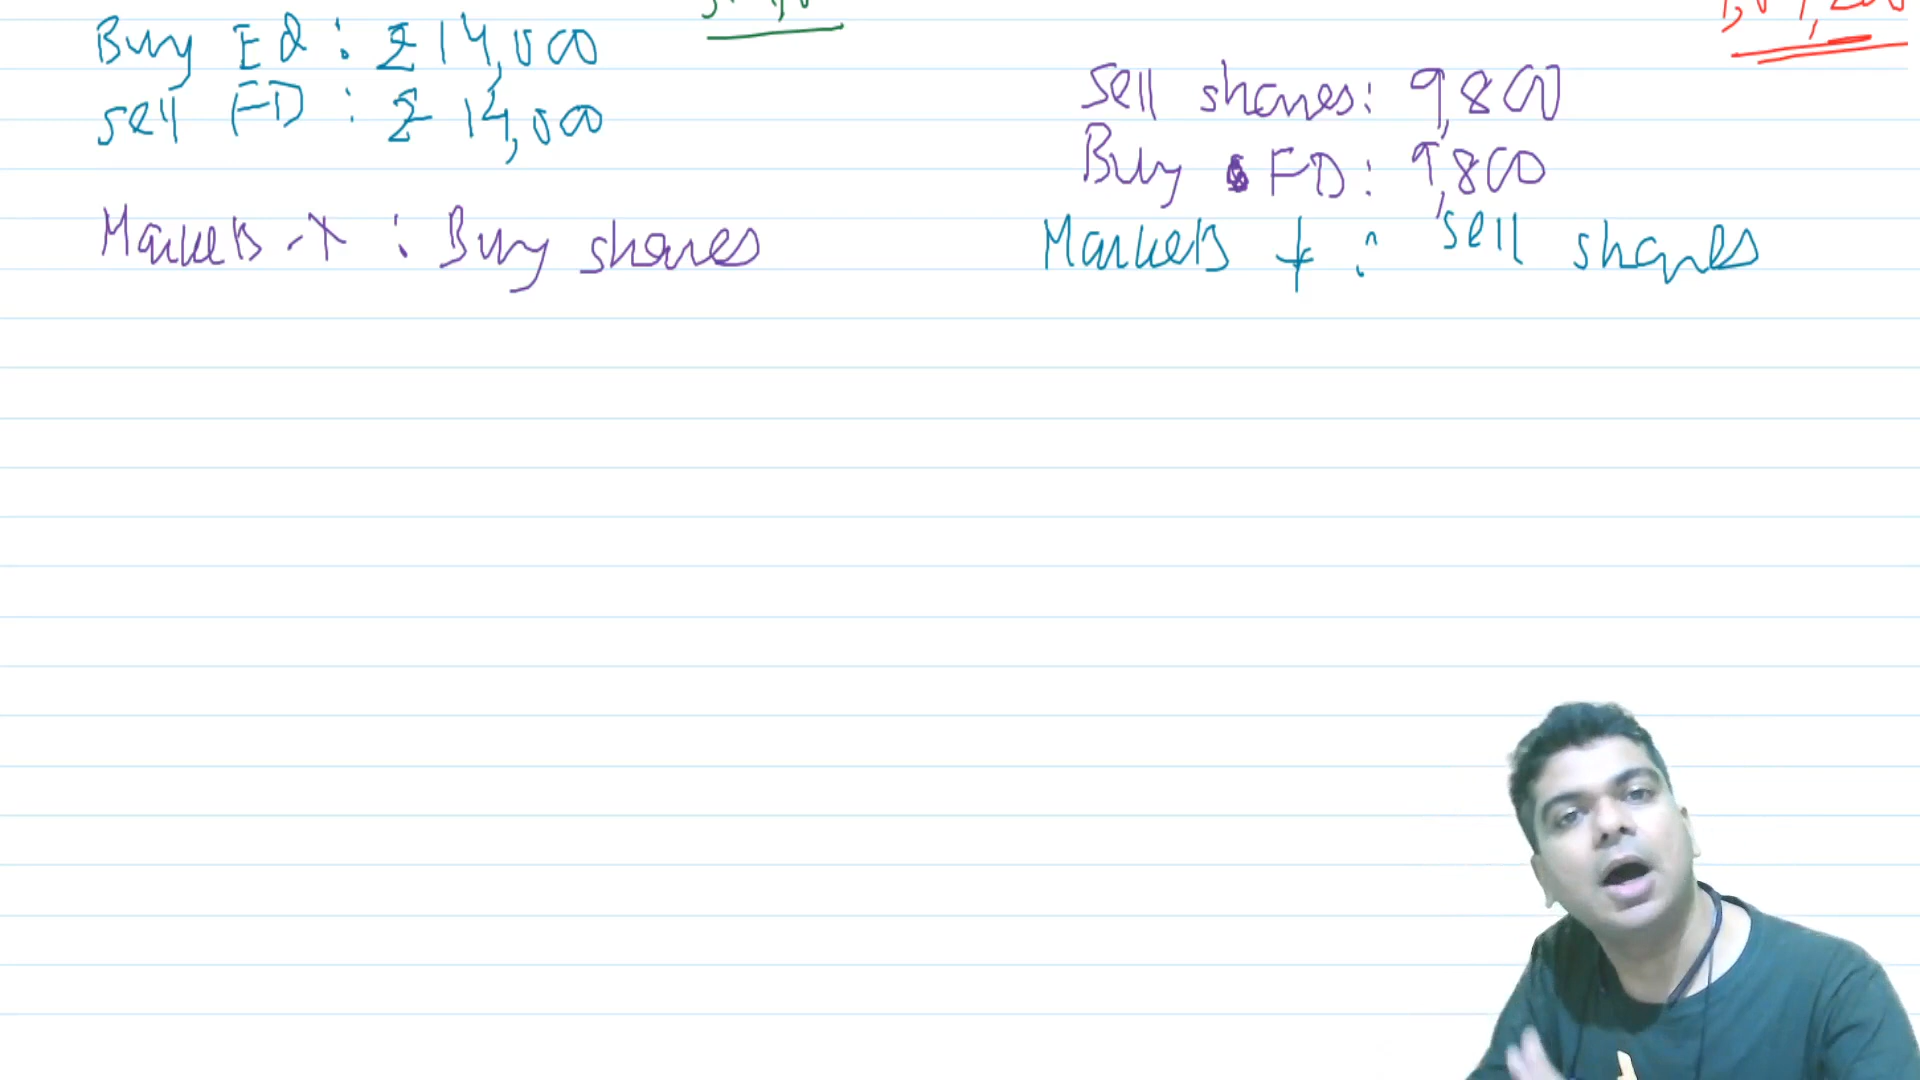 Buy EQ : ₹ 14,000
Sell FD : ₹ 14,000
Markets ↑ : Buy shares
Sell shares: 9,800
Buy FD: 9,800
Markets ↓ : Sell shares